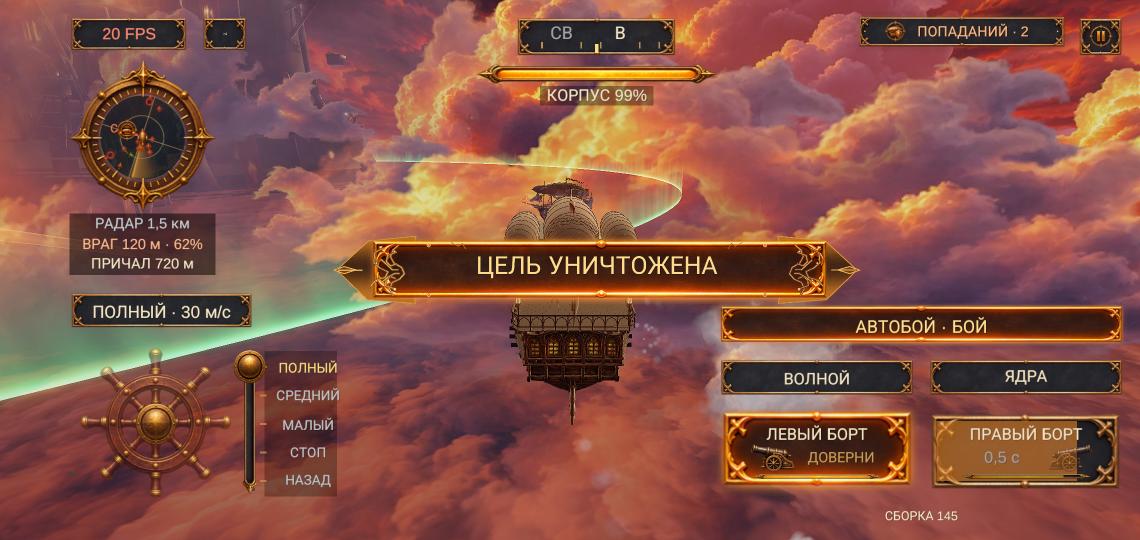 20 FPS
СВ В
ПОПАДАНИЙ · 2
КОРПУС 99%
РАДАР 1,5 км
ВРАГ 120 м · 62%
ПРИЧАЛ 720 м
ЦЕЛЬ УНИЧТОЖЕНА
ПОЛНЫЙ · 30 м/с
АВТОБОЙ · БОЙ
ПОЛНЫЙ
СРЕДНИЙ
МАЛЫЙ
СТОП
НАЗАД
ВОЛНОЙ
ЯДРА
ЛЕВЫЙ БОРТ
ДОВЕРНИ
ПРАВЫЙ БОРТ
0,5 с
СБОРКА 145